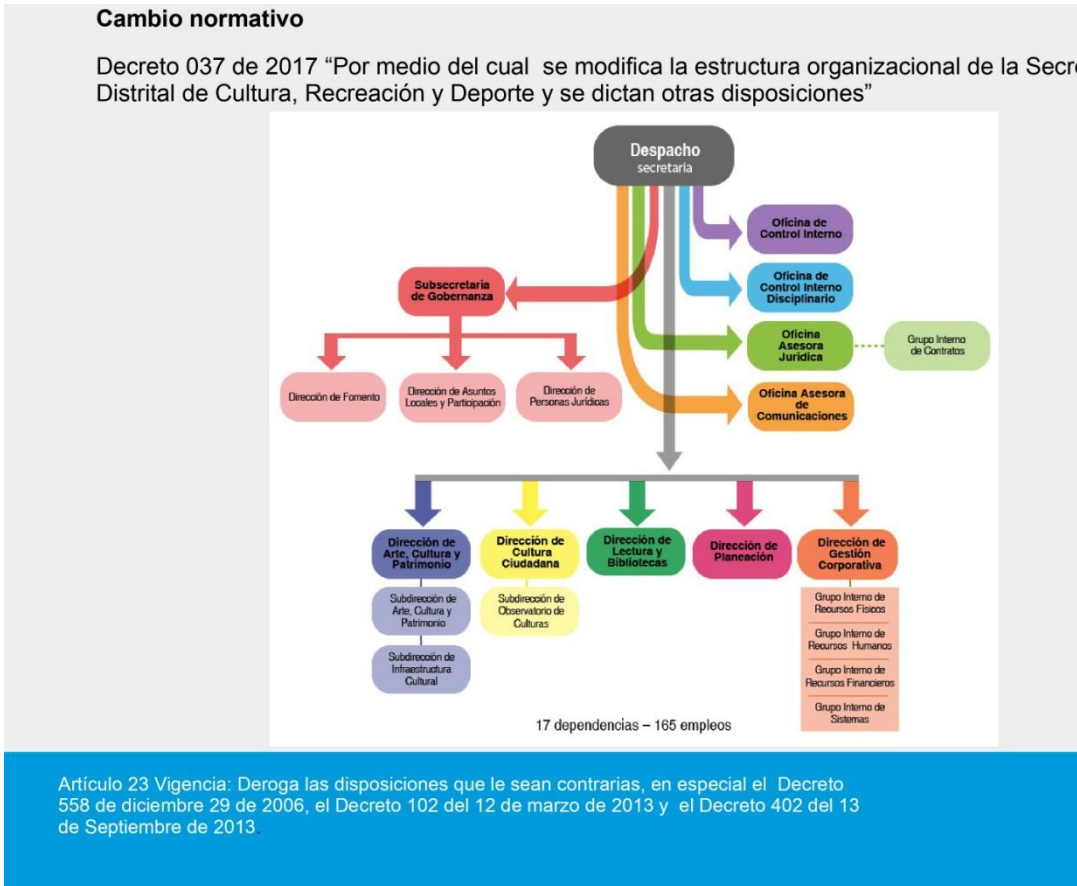 Cambio normativo
Decreto 037 de 2017 “Por medio del cual  se modifica la estructura organizacional de la Secre
Distrital de Cultura, Recreación y Deporte y se dictan otras disposiciones”
Despacho
secretaria
Oficina de
Control Interno
Oficina de
Control Interno
Disciplinario
Subsecretaría
de Gobernanza
Oficina
Asesora
Jurídica
Grupo Interno
de Contratos
Dirección de Fomento
Dirección de Asuntos
Locales y Participación
Dirección de
Personas Jurídicas
Oficina Asesora
de
Comunicaciones
Dirección de
Arte, Cultura y
Patrimonio
Dirección de
Cultura
Ciudadana
Dirección de
Lectura y
Bibliotecas
Dirección de
Planeación
Dirección de
Gestión
Corporativa
Subdirección de
Arte, Cultura y
Patrimonio
Subdirección de
Observatorio de
Culturas
Subdirección de
Infraestructura
Cultural
Grupo Interno de
Recursos Físicos
Grupo Interno de
Recursos Humanos
Grupo Interno de
Recursos Financieros
Grupo Interno de
Sistemas
17 dependencias – 165 empleos
Artículo 23 Vigencia: Deroga las disposiciones que le sean contrarias, en especial el  Decreto
558 de diciembre 29 de 2006, el Decreto 102 del 12 de marzo de 2013 y  el Decreto 402 del 13
de Septiembre de 2013.